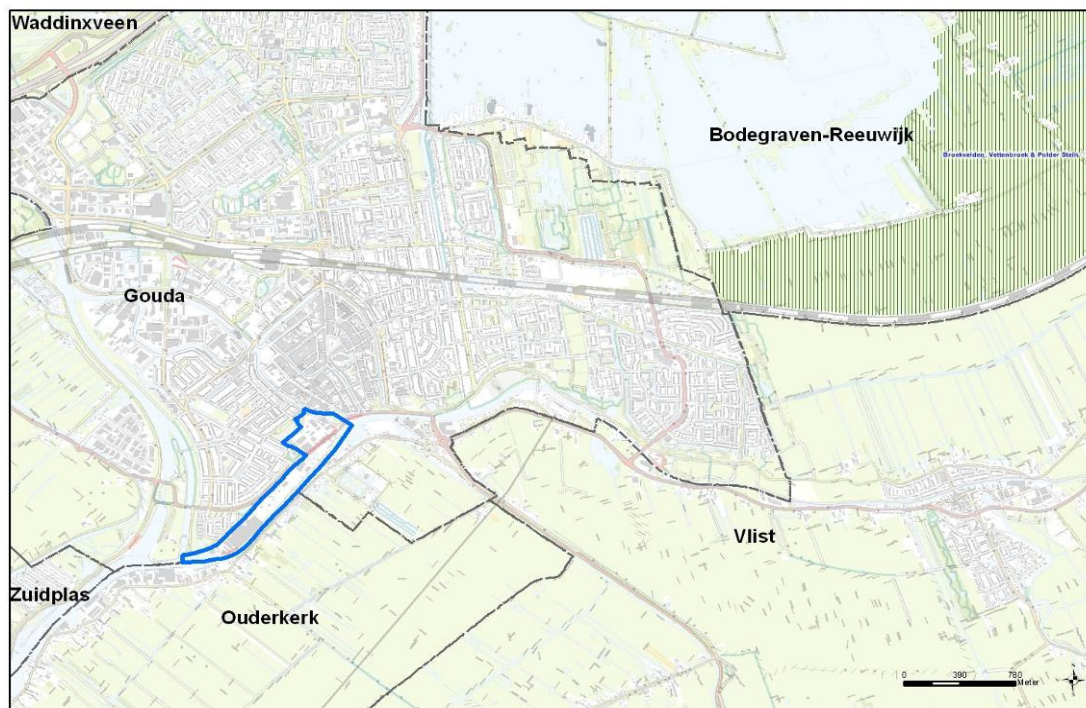 Waddinxveen
Bodegraven-Reeuwijk
Broekvelden, Vettenbroek & Polder Stein
Gouda
Vlist
Zuidplas
Ouderkerk
0 390 780
Meter